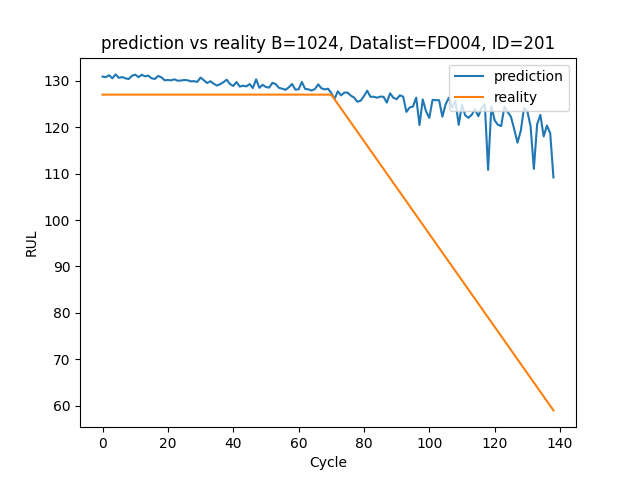 prediction vs reality B=1024, Datalist=FD004, ID=201
prediction
reality
130
120
110
100
90
80
70
60
RUL
0 20 40 60 80 100 120 140
Cycle